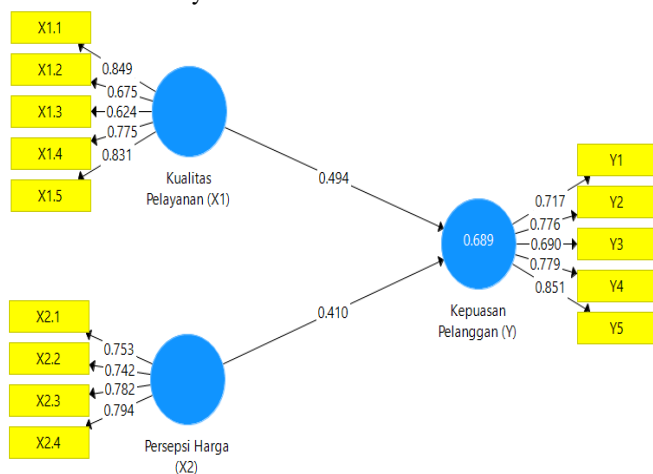 X1.1
X1.2
X1.3
X1.4
X1.5
0.849
0.675
0.624
0.775
0.831
Kualitas
Pelayanan (X1)
0.494
X2.1
X2.2
X2.3
X2.4
0.753
0.742
0.782
0.794
Persepsi Harga
(X2)
0.410
0.689
Kepuasan
Pelanggan (Y)
0.717
0.776
0.690
0.779
0.851
Y1
Y2
Y3
Y4
Y5